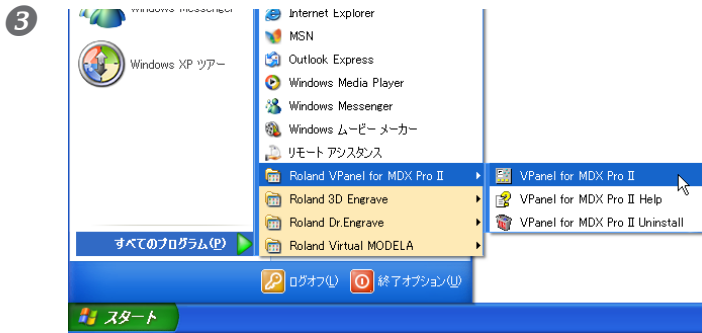 3
Windows Messenger
Windows XP ツアー
すべてのプログラム(P)
Internet Explorer
MSN
Outlook Express
Windows Media Player
Windows Messenger
Windows ムービー メーカー
リモート アシスタンス
Roland VPanel for MDX Pro II
Roland 3D Engrave
Roland Dr.Engrave
Roland Virtual MODELA
VPanel for MDX Pro II
VPanel for MDX Pro II Help
VPanel for MDX Pro II Uninstall
ログオフ(L)
終了オプション(U)
スタート